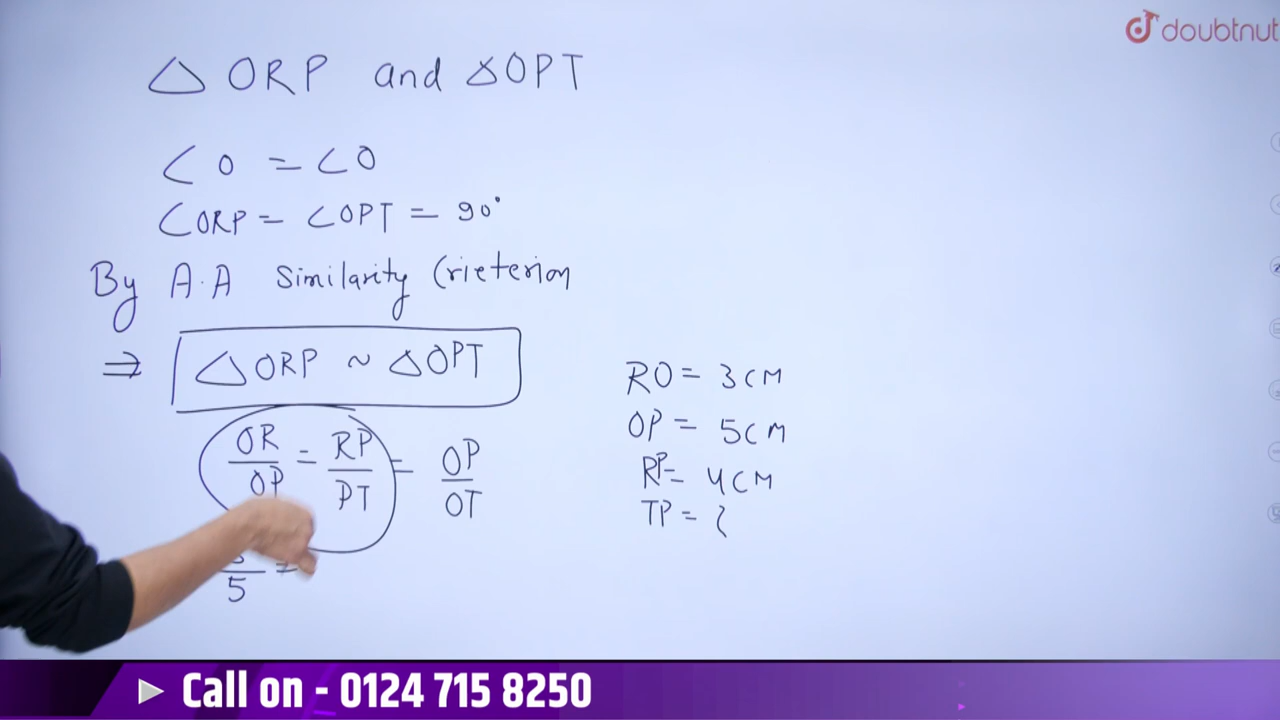 doubtnut
△ ORP and △OPT
∠O = ∠O
∠ORP = ∠OPT = 90°
By A.A Similarity Crieterion
⇒ △ORP ~ △OPT
OR/OP = RP/PT = OP/OT
RO = 3CM
OP = 5CM
RP = 4CM
TP = ?
3/5 =
Call on - 0124 715 8250